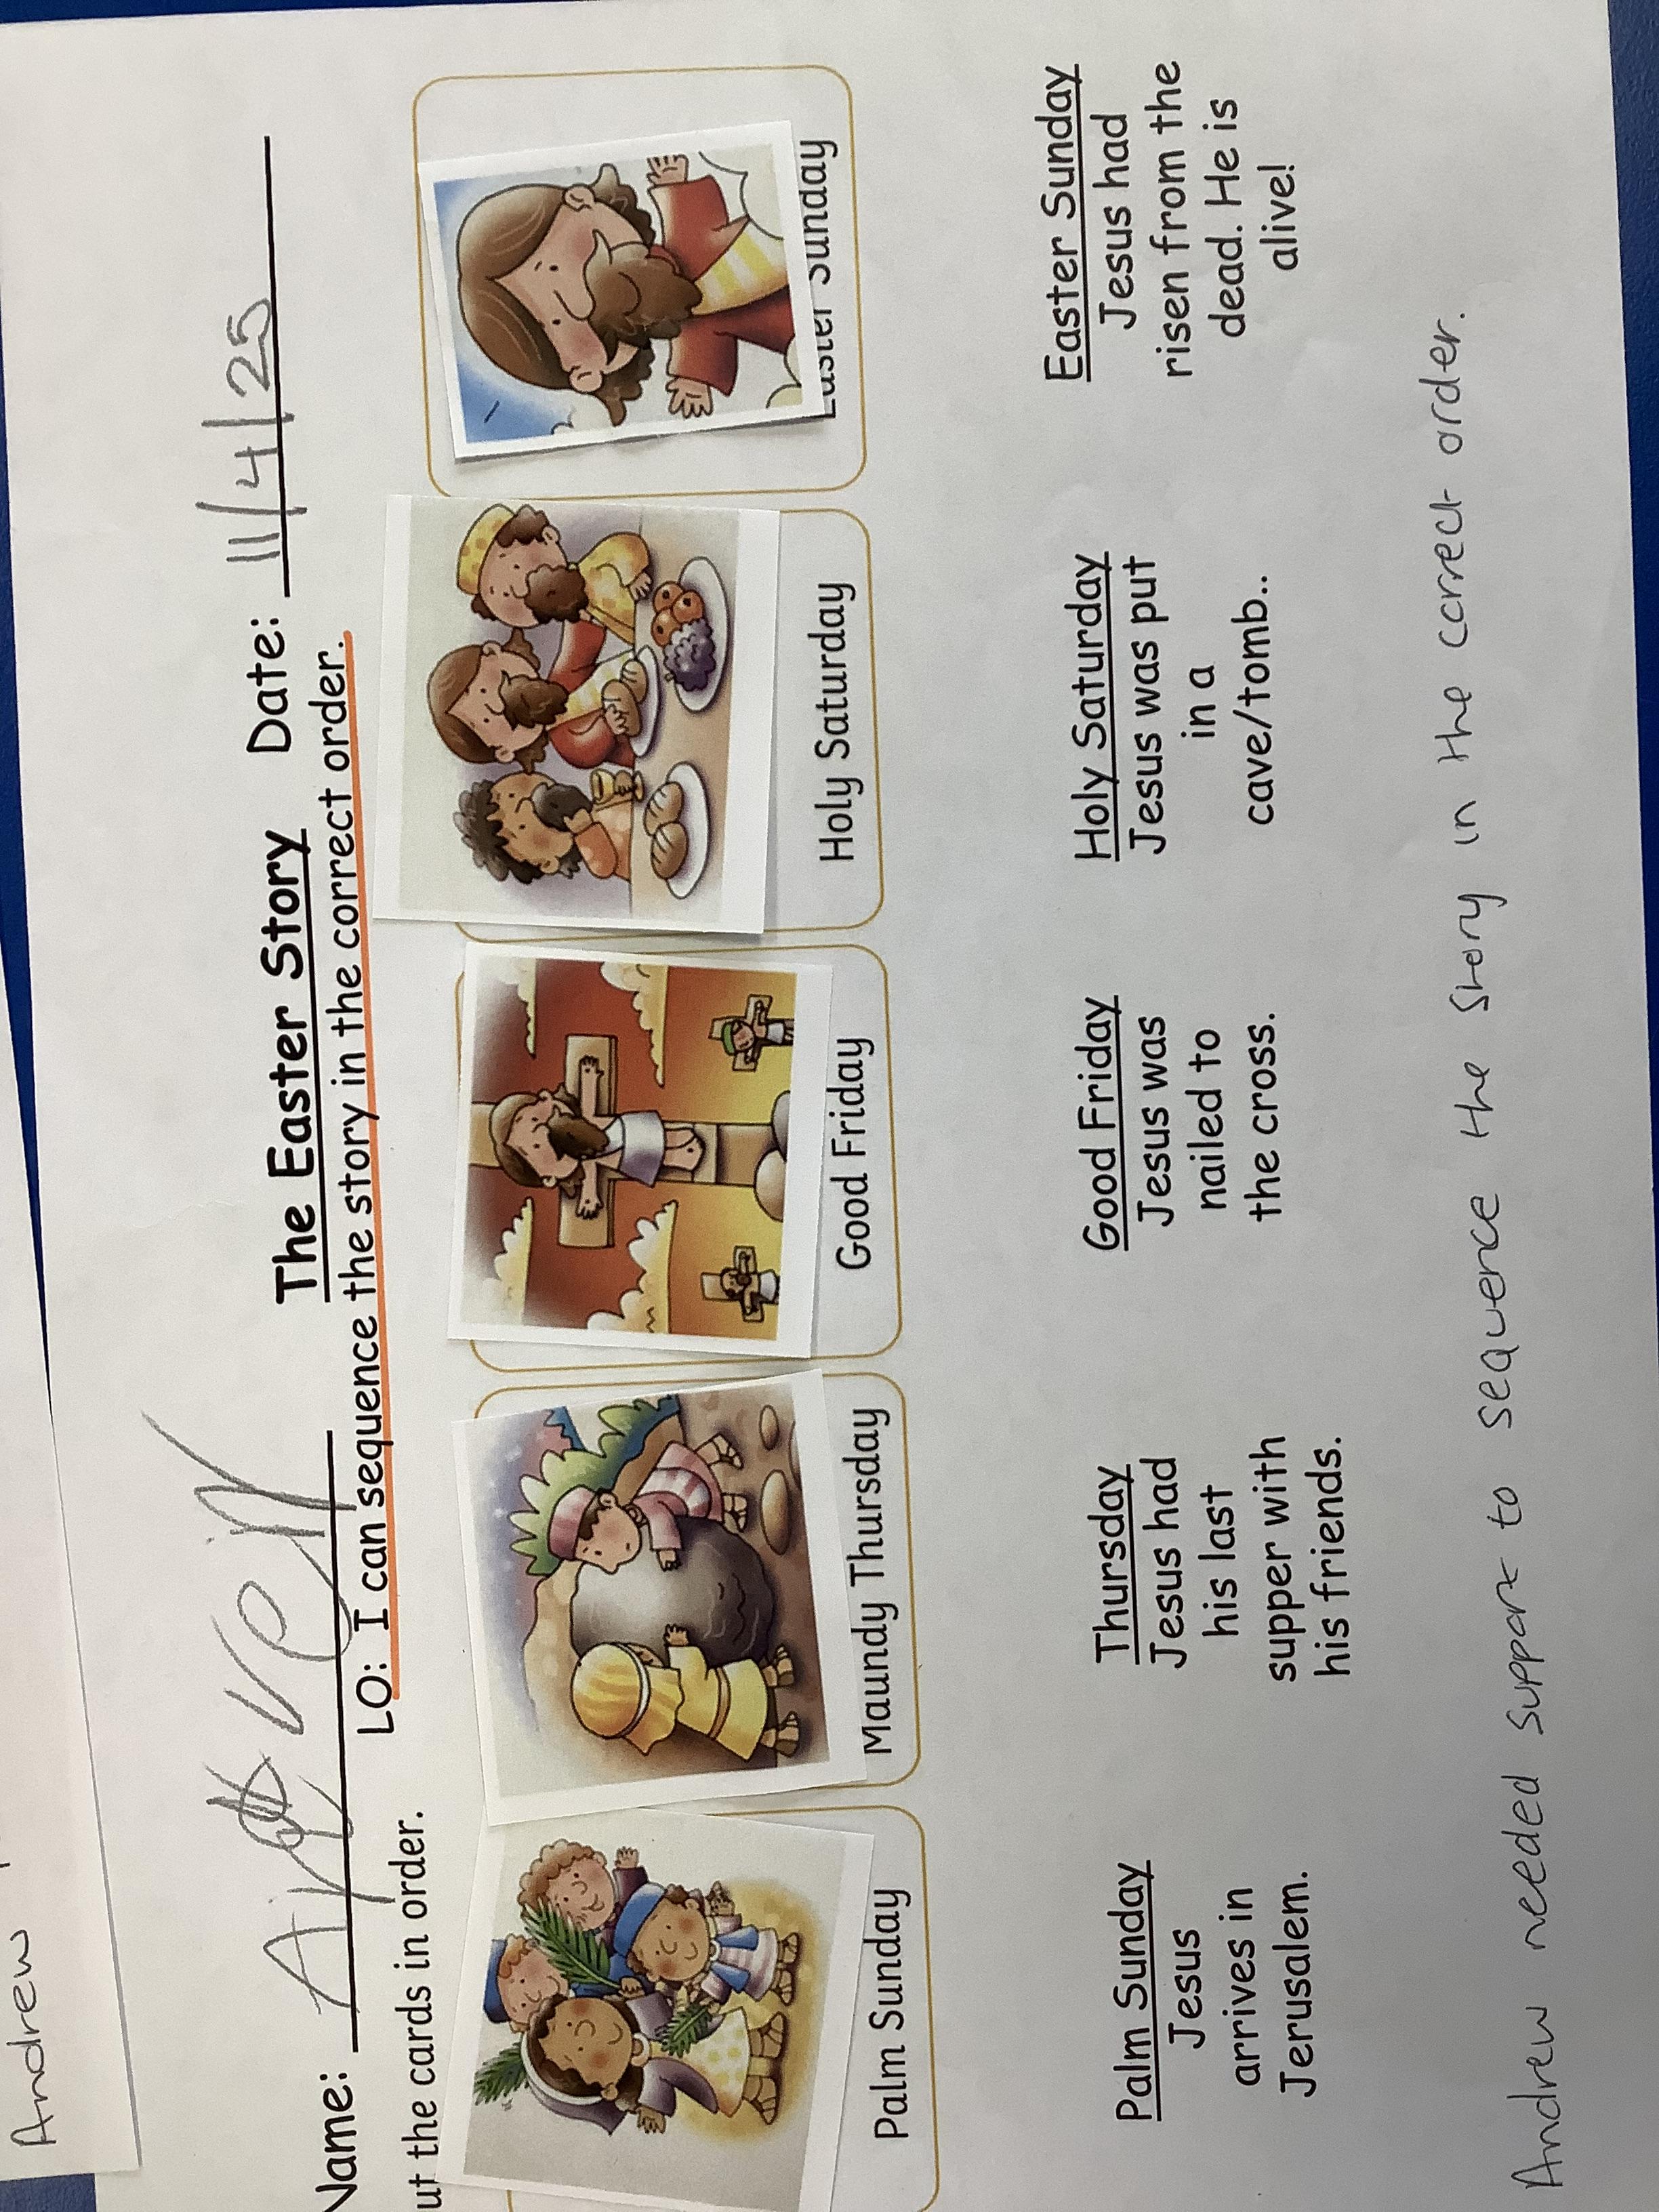 Andrew
Name: Andrew Date: 11/4/25
The Easter Story
LO: I can sequence the story in the correct order.
ut the cards in order.
Palm Sunday
Maundy Thursday
Good Friday
Holy Saturday
Easter Sunday
Palm Sunday
Jesus
arrives in
Jerusalem.
Thursday
Jesus had
his last
supper with
his friends.
Good Friday
Jesus was
nailed to
the cross.
Holy Saturday
Jesus was put
in a
cave/tomb..
Easter Sunday
Jesus had
risen from the
dead. He is
alive!
Andrew needed support to sequence the story in the correct order.